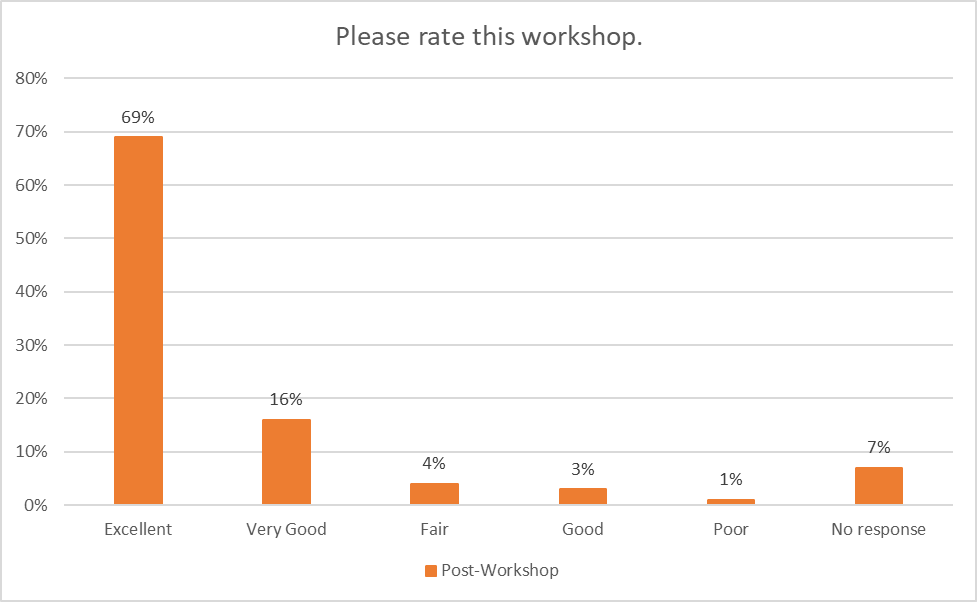 Please rate this workshop.
80%
70%
60%
50%
40%
30%
20%
10%
0%
69%
16%
4%
3%
1%
7%
Excellent
Very Good
Fair
Good
Poor
No response
Post-Workshop